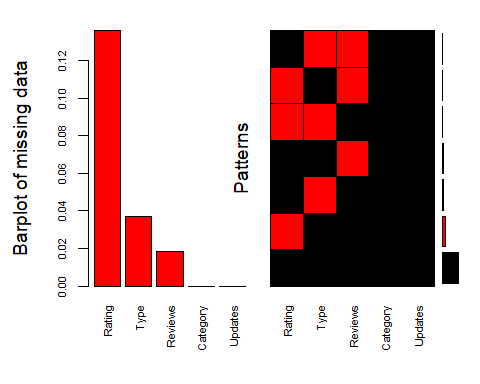 Barplot of missing data
0.12
0.10
0.08
0.06
0.04
0.02
0.00
Rating
Type
Reviews
Category
Updates
Patterns
Rating
Type
Reviews
Category
Updates